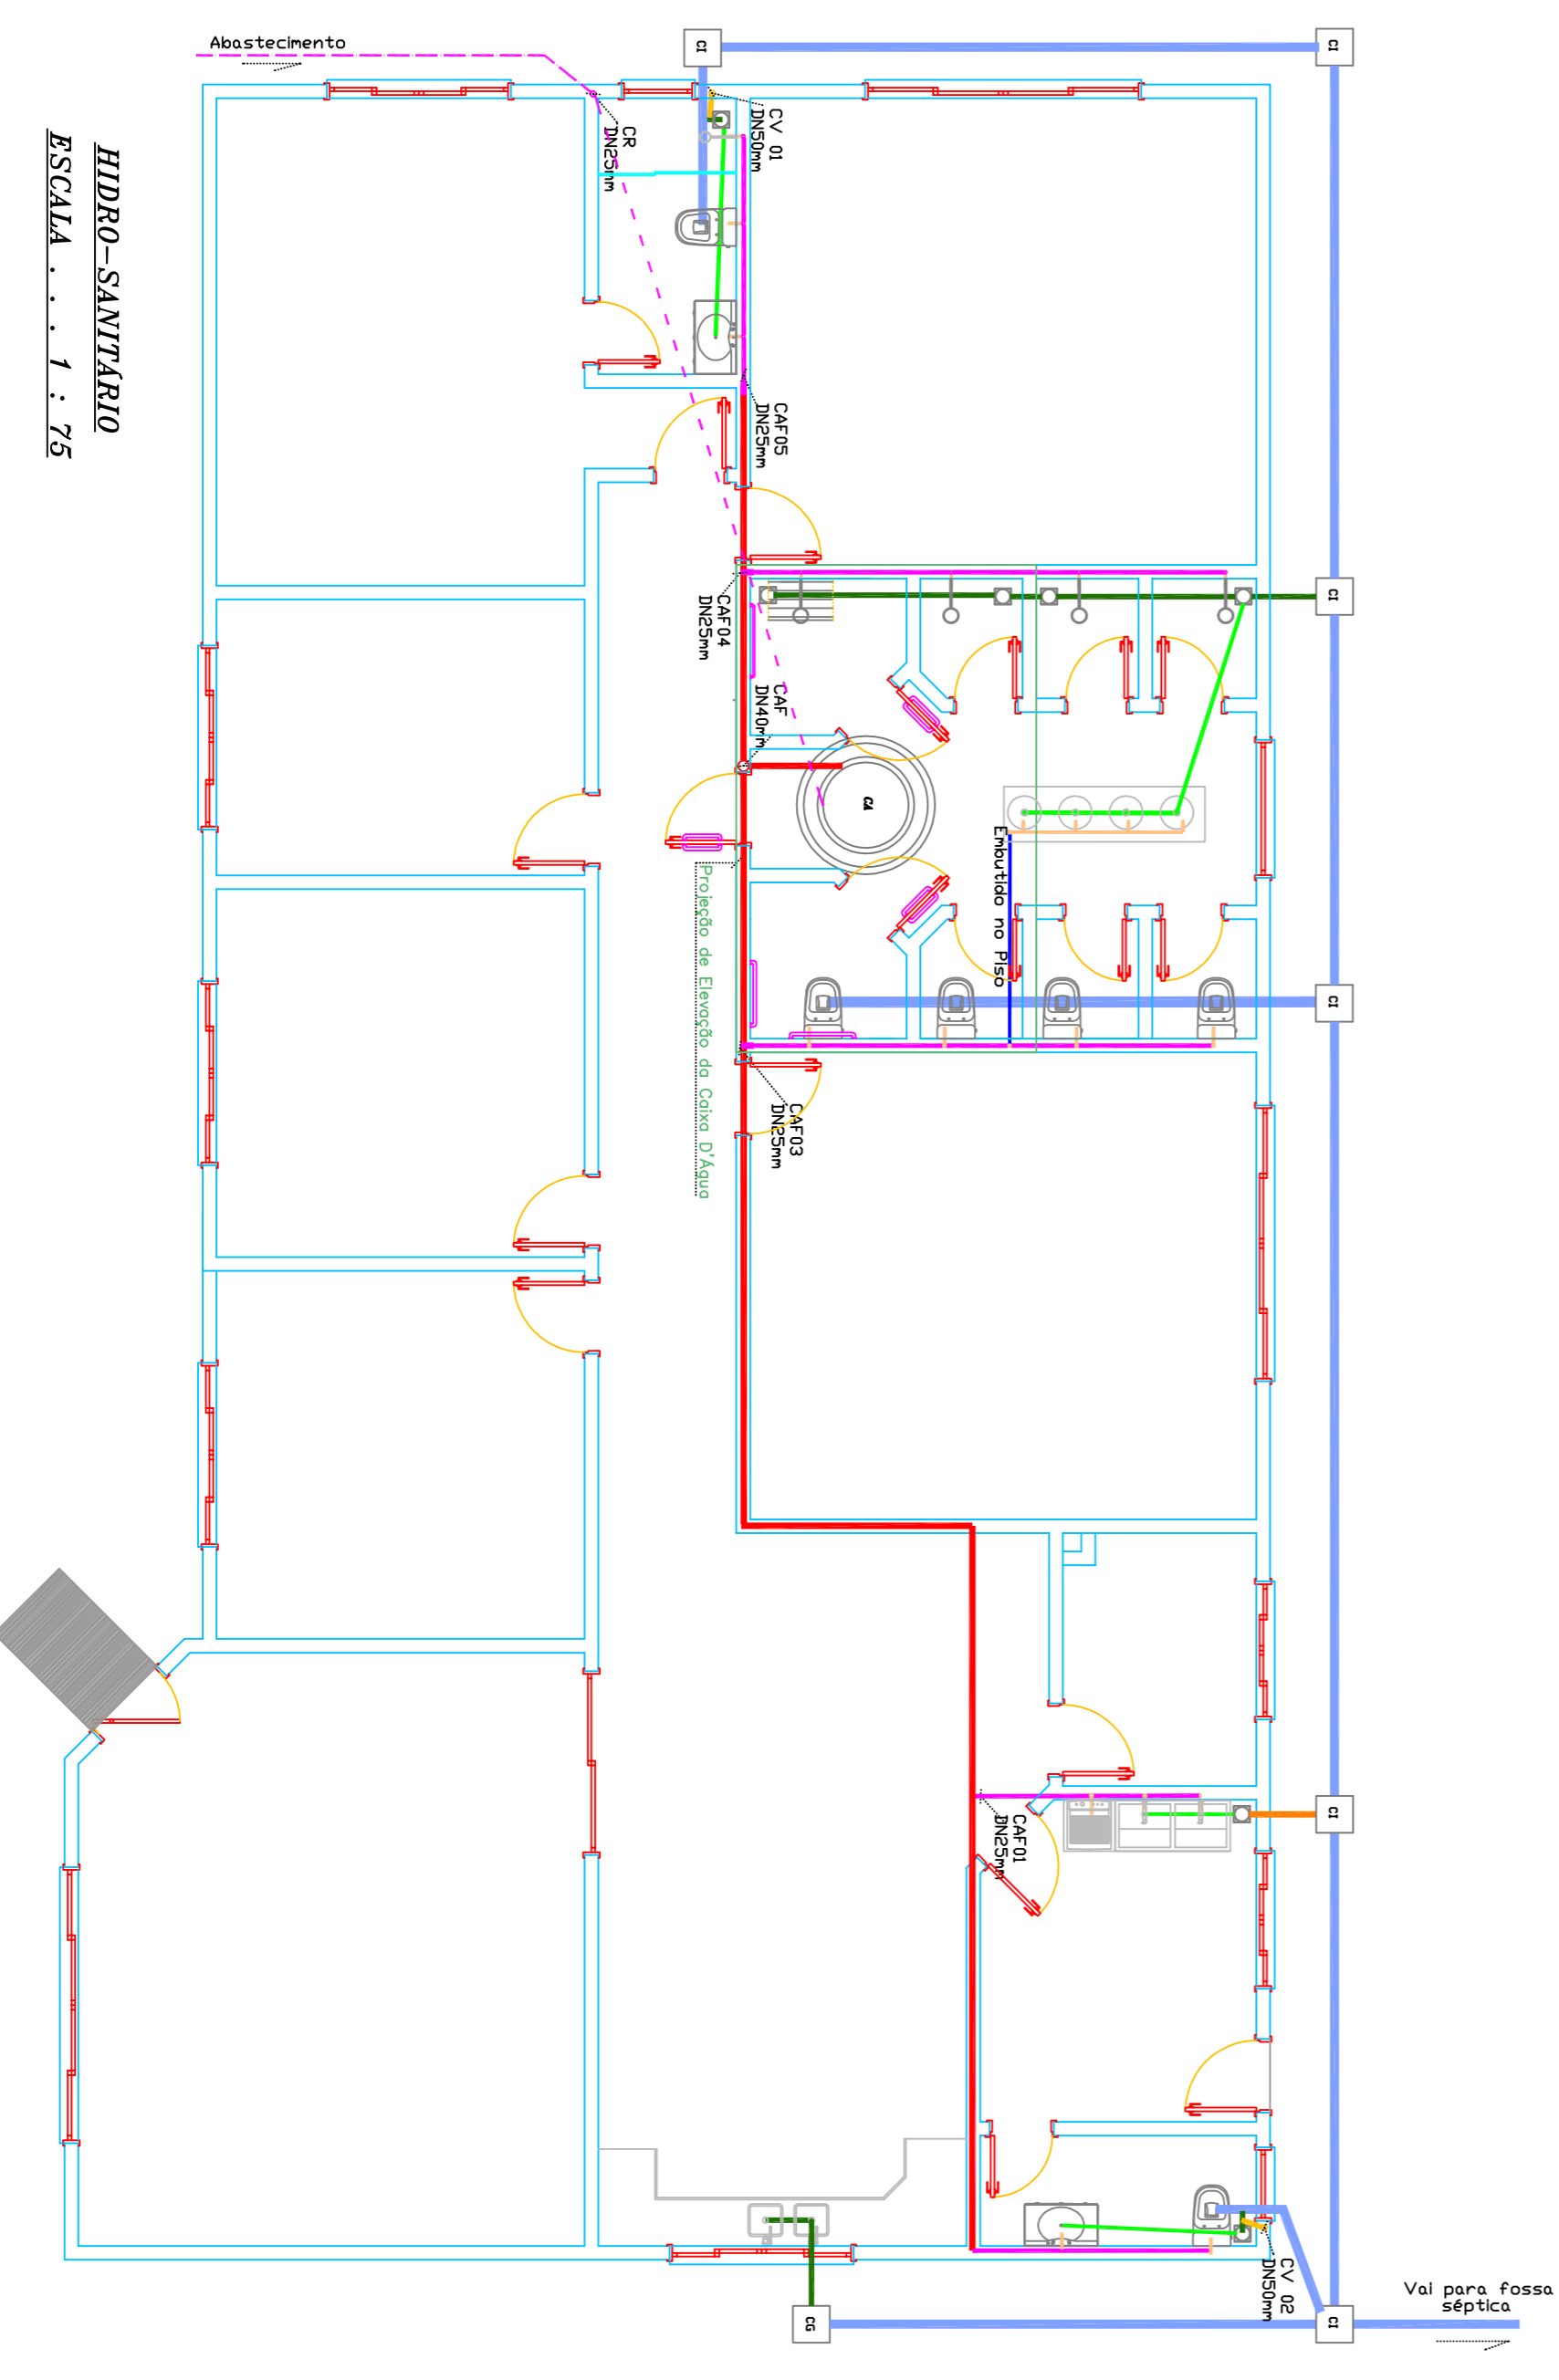 Abastecimento
CI
CI
CV 01
DN50mm
CR
DN25mm
HIDRO-SANITÁRIO
ESCALA . . . 1 : 75
CAF05
DN25mm
CI
CAF04
DN25mm
CAF
DN40mm
CA
Embutido no Piso
Projeção de Elevação da Caixa D'Água
CI
CAF03
DN25mm
CI
CAF01
DN25mm
CV 02
DN50mm
CG
CI
Vai para fossa
séptica